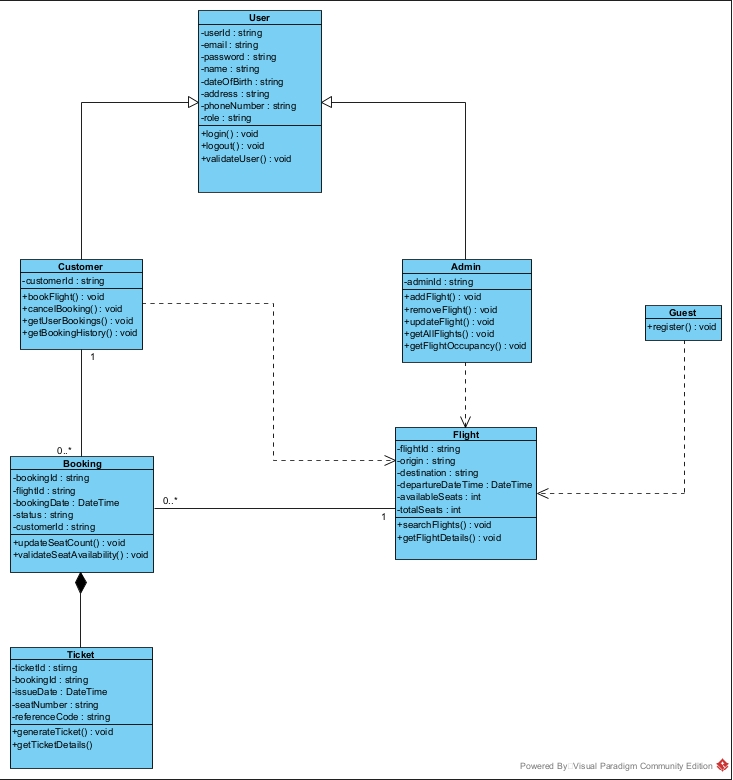 User
-userId : string
-email : string
-password : string
-name : string
-dateOfBirth : string
-address : string
-phoneNumber : string
-role : string
+login() : void
+logout() : void
+validateUser() : void
Customer
-customerId : string
+bookFlight() : void
+cancelBooking() : void
+getUserBookings() : void
+getBookingHistory() : void
Admin
-adminId : string
+addFlight() : void
+removeFlight() : void
+updateFlight() : void
+getAllFlights() : void
+getFlightOccupancy() : void
Guest
+register() : void
1
0..*
Booking
-bookingId : string
-flightId : string
-bookingDate : DateTime
-status : string
-customerId : string
+updateSeatCount() : void
+validateSeatAvailability() : void
0..*
1
Flight
-flightId : string
-origin : string
-destination : string
-departureDateTime : DateTime
-availableSeats : int
-totalSeats : int
+searchFlights() : void
+getFlightDetails() : void
Ticket
-ticketId : stirng
-bookingId : string
-issueDate : DateTime
-seatNumber : string
-referenceCode : string
+generateTicket() : void
+getTicketDetails()
Powered By Visual Paradigm Community Edition